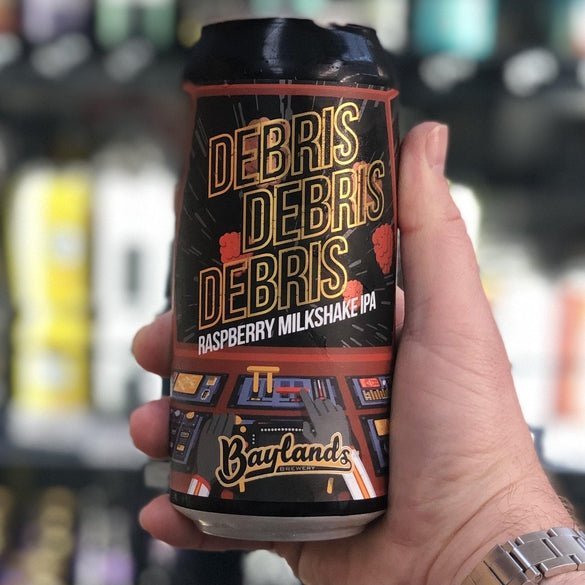 DEBRIS
DEBRIS
DEBRIS
RASPBERRY MILKSHAKE IPA
Baylands
BREWERY